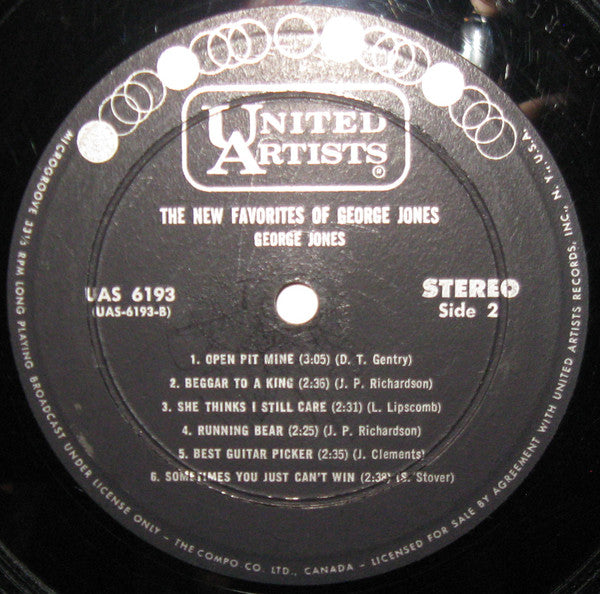 UNITED
ARTISTS
®
THE NEW FAVORITES OF GEORGE JONES
GEORGE JONES
UAS 6193
(UAS-6193-B)
STEREO
Side 2
1. OPEN PIT MINE (3:05) (D. T. Gentry)
2. BEGGAR TO A KING (2:36) (J. P. Richardson)
3. SHE THINKS I STILL CARE (2:31) (L. Lipscomb)
4. RUNNING BEAR (2:25) (J. P. Richardson)
5. BEST GUITAR PICKER (2:35) (J. Clements)
6. SOMETIMES YOU JUST CAN'T WIN (2:38) (S. Stover)
MICROGROOVE 33⅓ RPM LONG PLAYING BROADCAST UNDER LICENSE ONLY – THE COMPO CO. LTD., CANADA – LICENSED FOR SALE BY AGREEMENT WITH UNITED ARTISTS RECORDS, INC., N. Y., U.S.A.